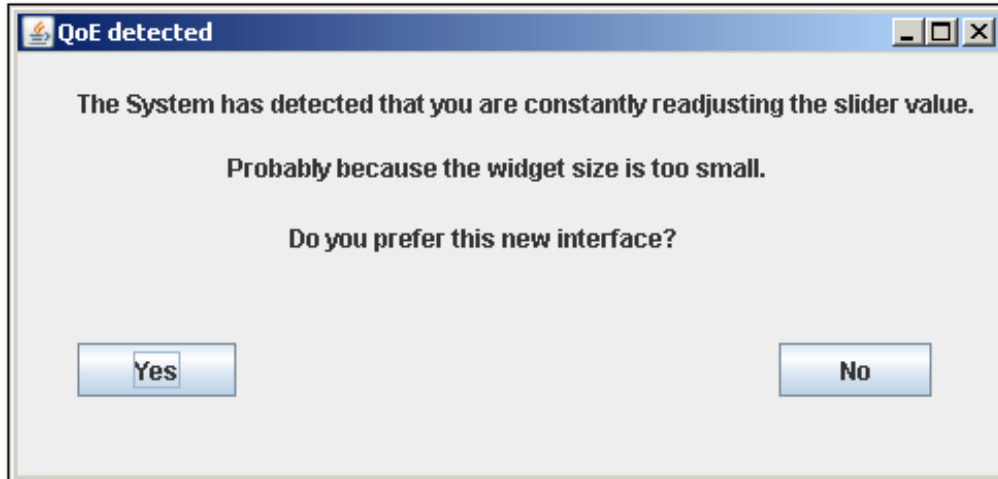 QoE detected
The System has detected that you are constantly readjusting the slider value.
Probably because the widget size is too small.
Do you prefer this new interface?
Yes
No